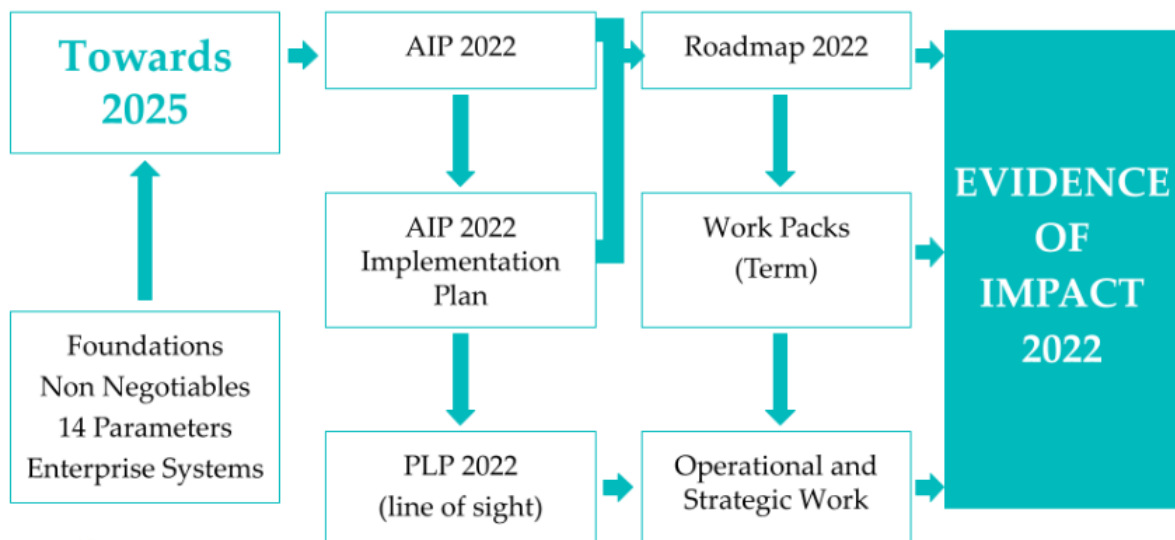 Towards
2025
AIP 2022
Roadmap 2022
EVIDENCE
OF
IMPACT
2022
AIP 2022
Implementation
Plan
Work Packs
(Term)
Foundations
Non Negotiables
14 Parameters
Enterprise Systems
PLP 2022
(line of sight)
Operational and
Strategic Work